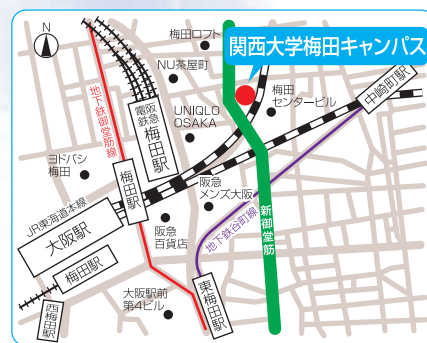 N
梅田ロフト
関西大学梅田キャンパス
NU茶屋町
地下鉄御堂筋線
阪急
電鉄
梅田駅
UNIQLO
OSAKA
梅田
センタービル
中崎町駅
ヨドバシ
梅田
梅田駅
JR東海道本線
大阪駅
阪急
メンズ大阪
阪急
百貨店
地下鉄谷町線
新御堂筋
梅田駅
西梅田駅
大阪駅前
第4ビル
東梅田駅